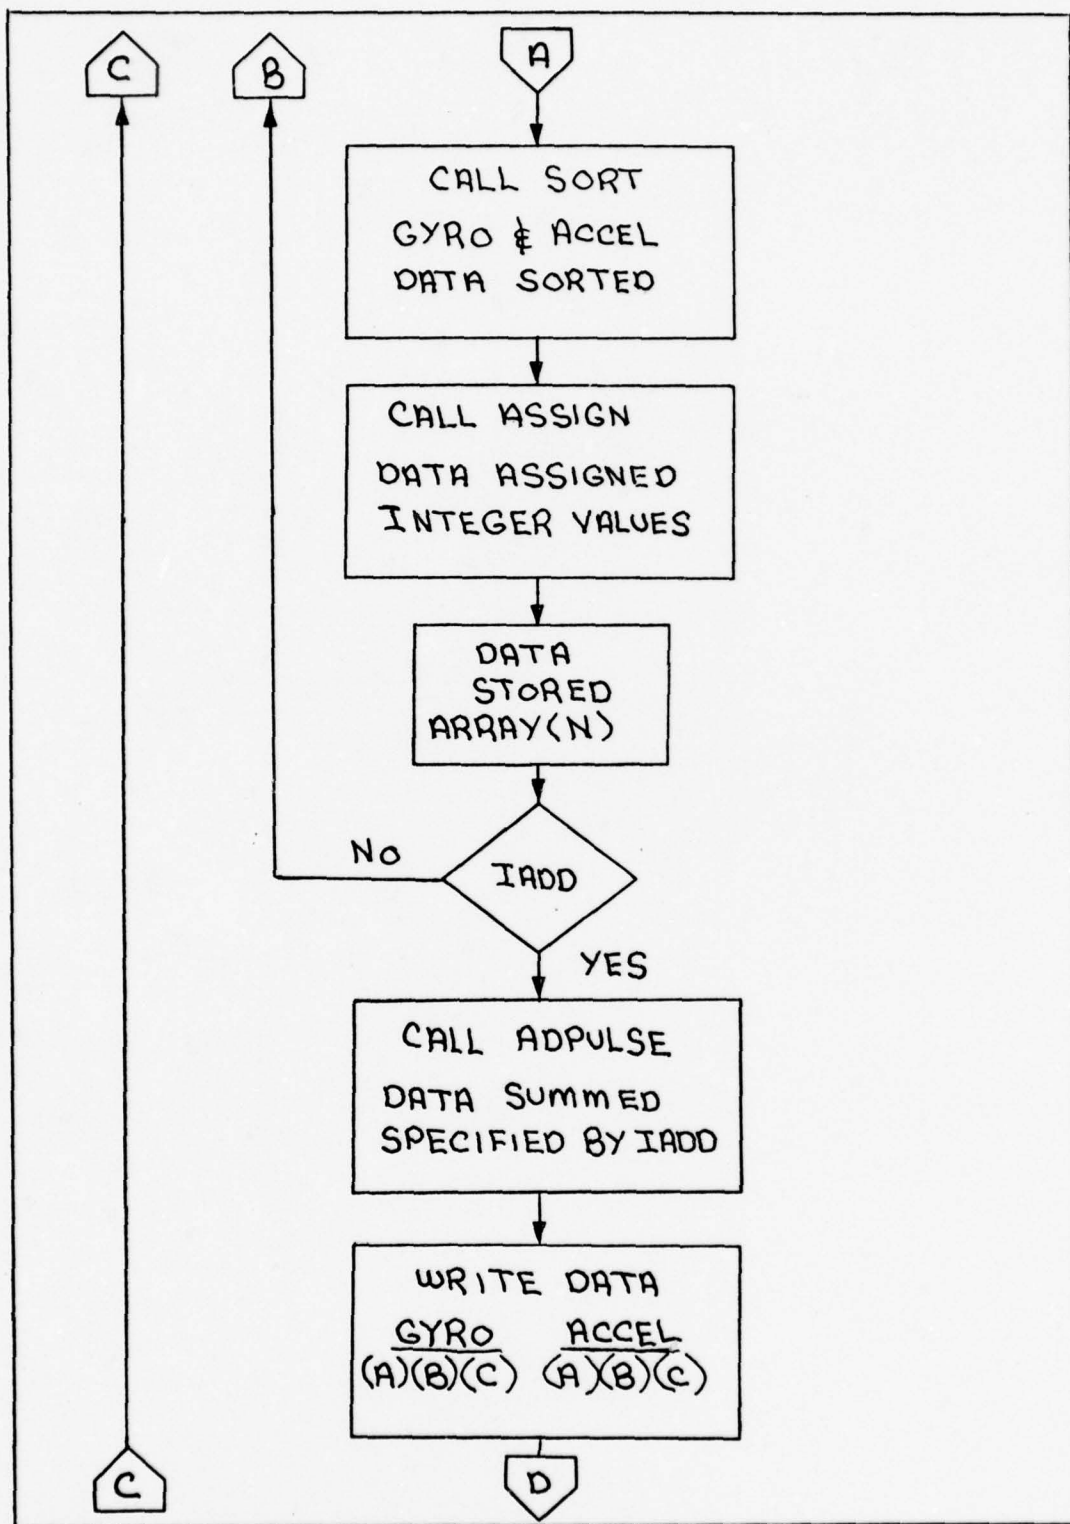 C
B
A
CALL SORT
GYRO & ACCEL
DATA SORTED
CALL ASSIGN
DATA ASSIGNED
INTEGER VALUES
DATA
STORED
ARRAY(N)
NO
IADD
YES
CALL ADPULSE
DATA SUMMED
SPECIFIED BY IADD
WRITE DATA
GYRO ACCEL
(A)(B)(C) (A)(B)(C)
C
D